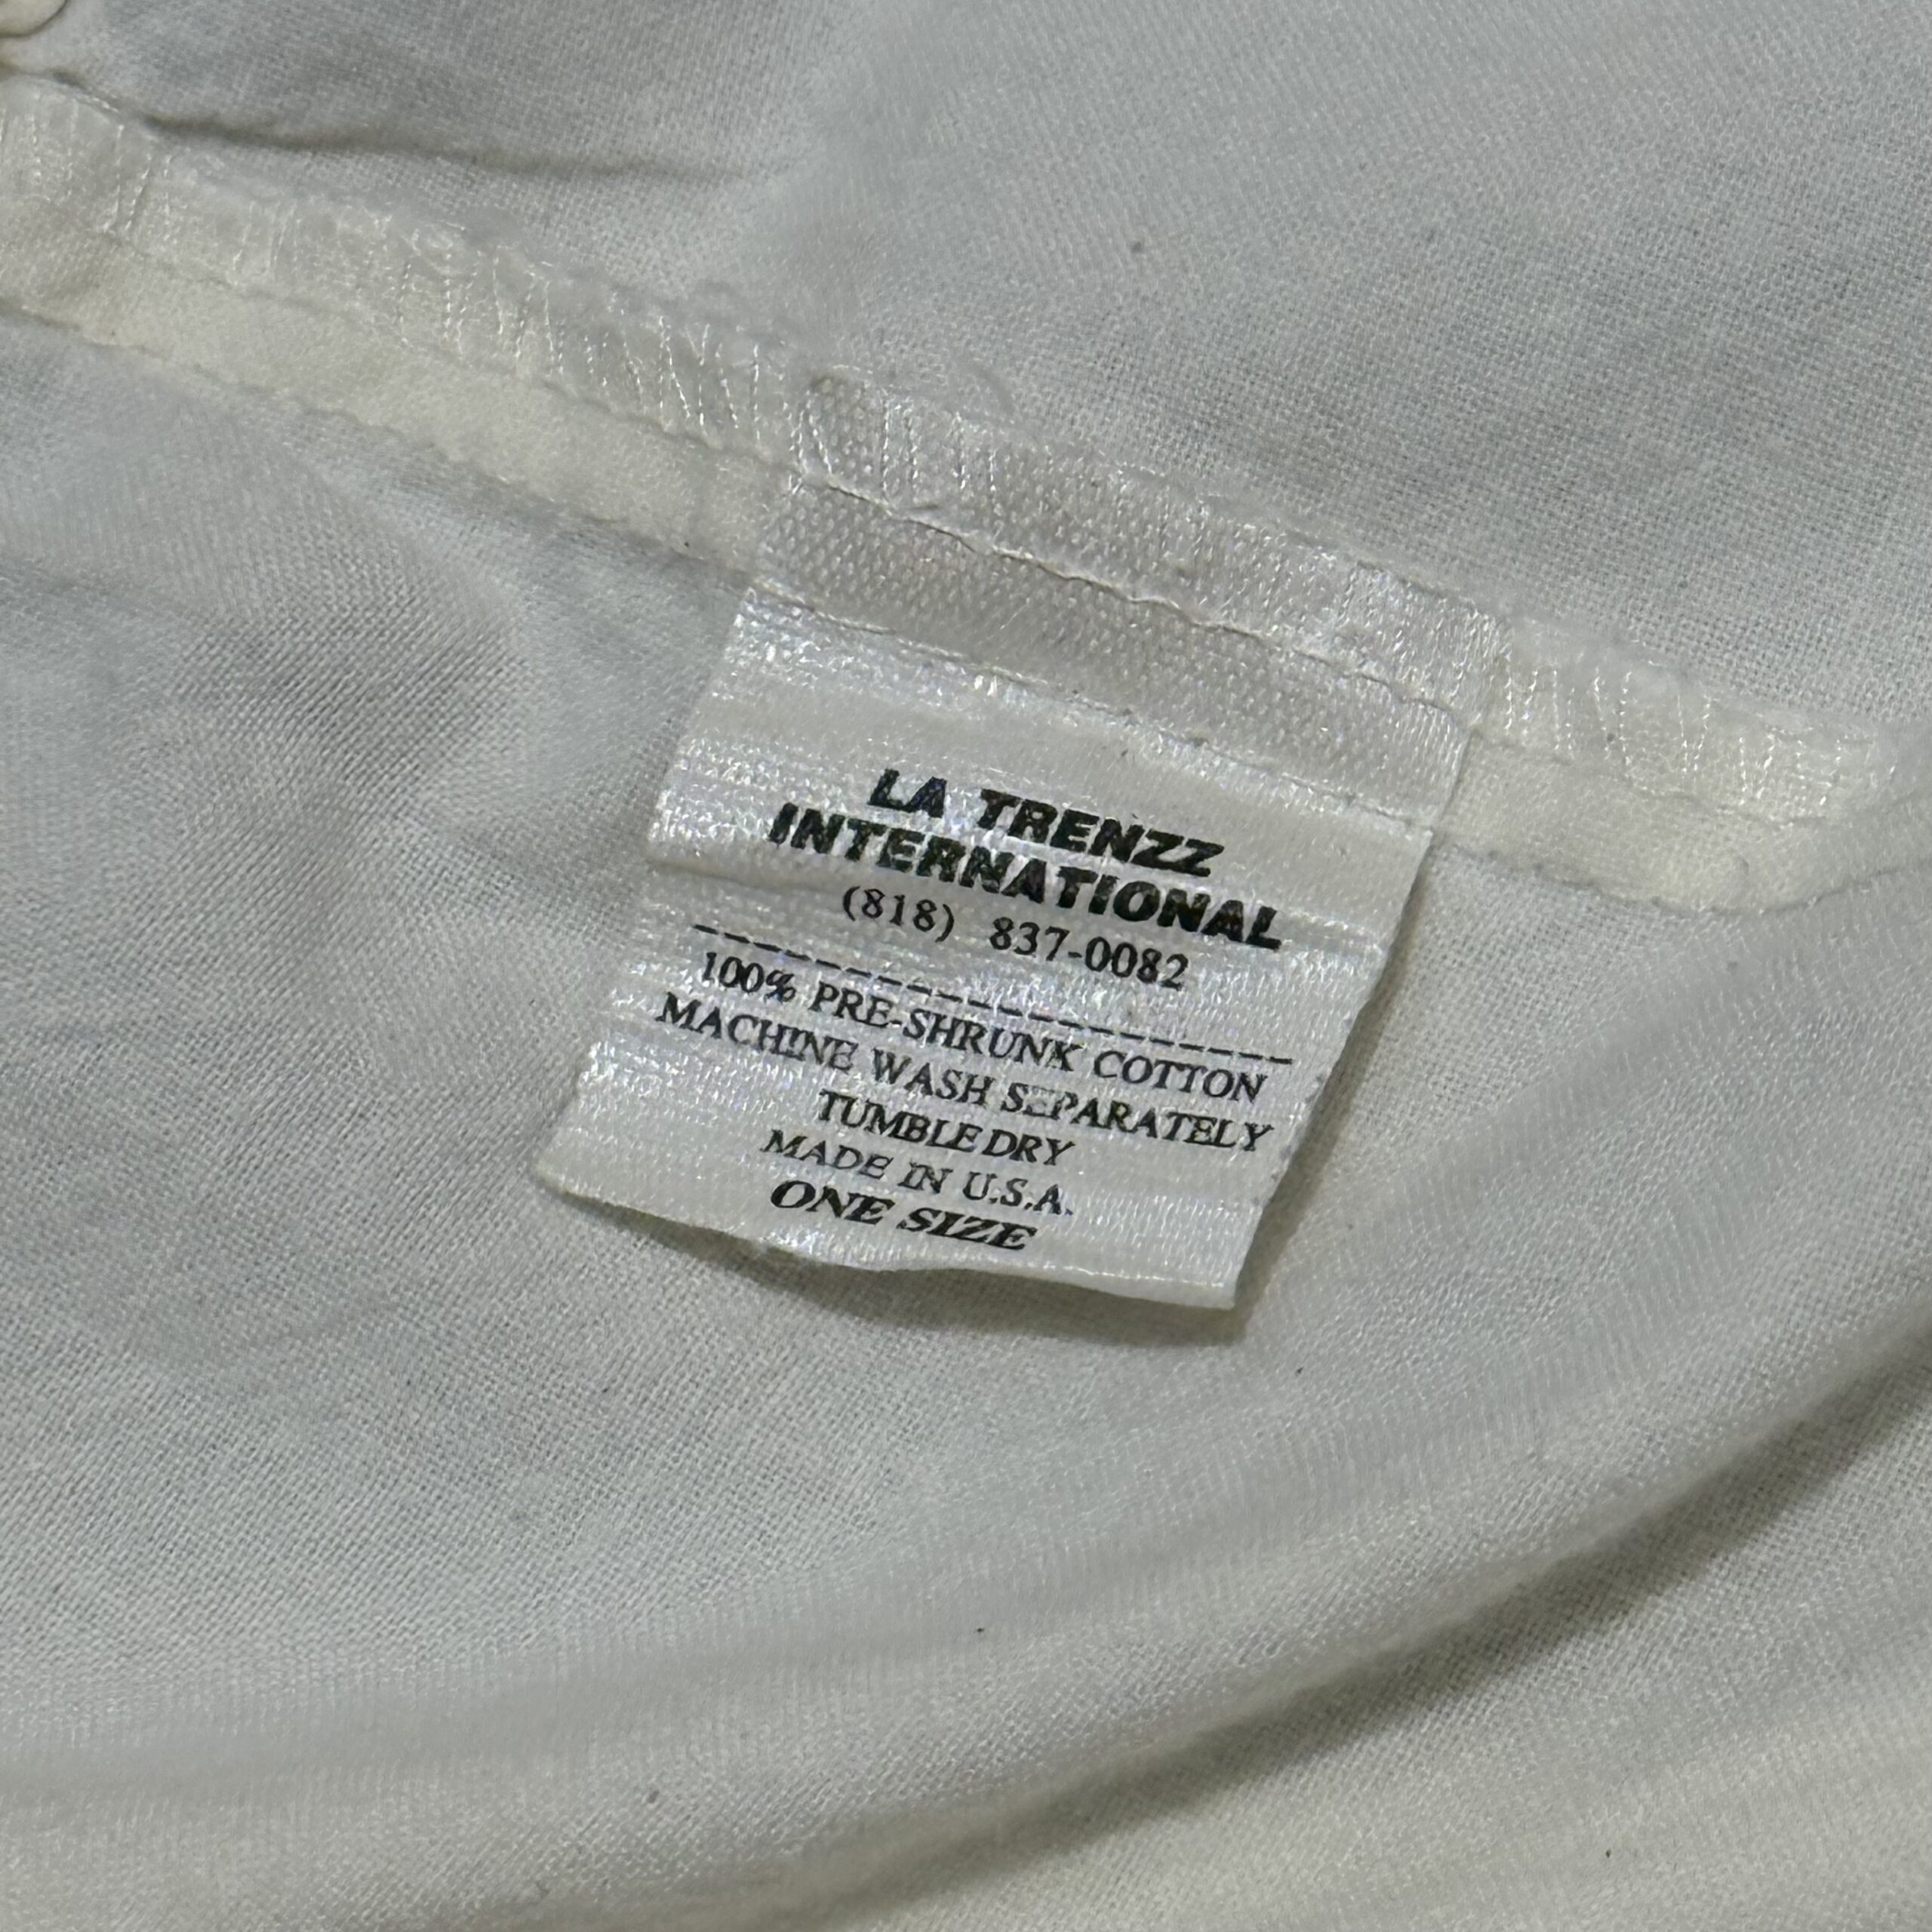 LA TRENZZ
INTERNATIONAL
(818) 837-0082
100% PRE-SHRUNK COTTON
MACHINE WASH SEPARATELY
TUMBLE DRY
MADE IN U.S.A.
ONE SIZE